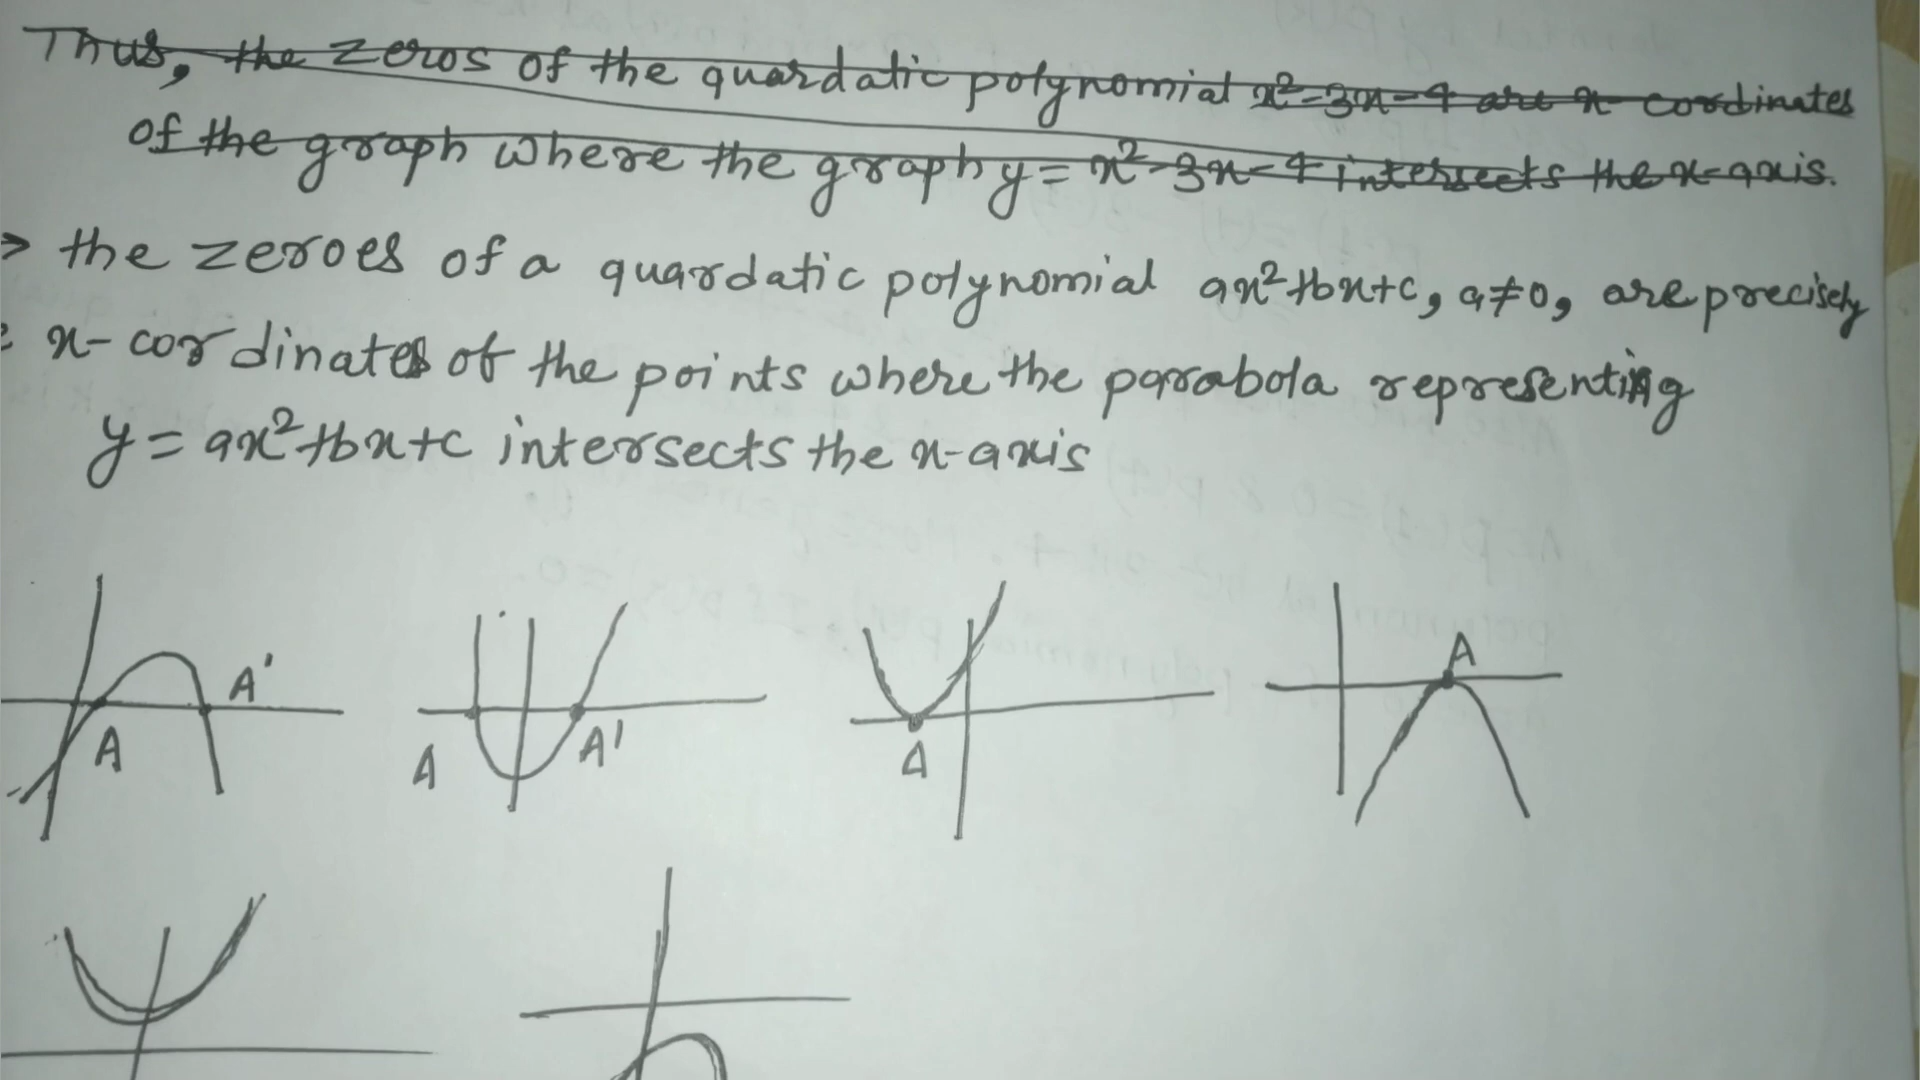 Thus, the zeros of the quardatic polynomial x²-3x-4 are x cordinates
of the graph where the graph y = x²-3x-4 intersects the x-axis.
> the zeroes of a quardatic polynomial ax²+bx+c, a≠0, are precisely
x-cordinates of the points where the parabola representing
y = ax²+bx+c intersects the x-axis
A A'
A A'
A
A